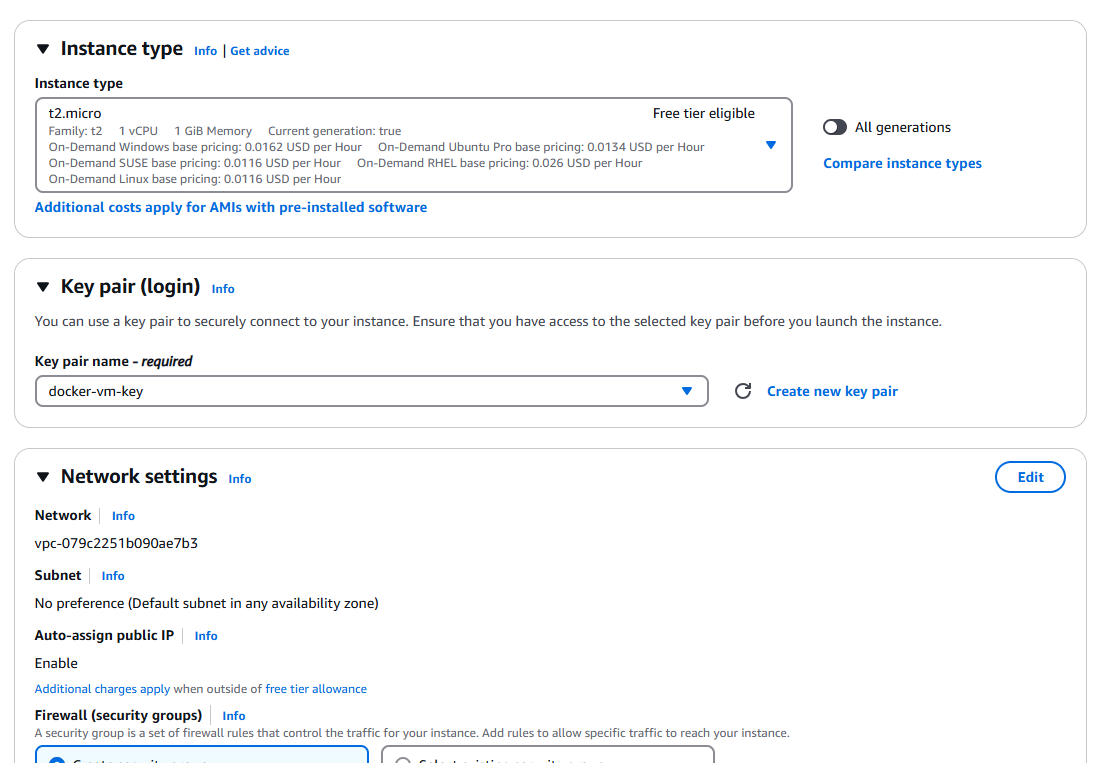 Instance type Info | Get advice
Instance type
t2.micro Free tier eligible
Family: t2 1 vCPU 1 GiB Memory Current generation: true
On-Demand Windows base pricing: 0.0162 USD per Hour On-Demand Ubuntu Pro base pricing: 0.0134 USD per Hour
On-Demand SUSE base pricing: 0.0116 USD per Hour On-Demand RHEL base pricing: 0.026 USD per Hour
On-Demand Linux base pricing: 0.0116 USD per Hour
All generations
Compare instance types
Additional costs apply for AMIs with pre-installed software
Key pair (login) Info
You can use a key pair to securely connect to your instance. Ensure that you have access to the selected key pair before you launch the instance.
Key pair name - required
docker-vm-key
Create new key pair
Network settings Info
Edit
Network Info
vpc-079c2251b090ae7b3
Subnet Info
No preference (Default subnet in any availability zone)
Auto-assign public IP Info
Enable
Additional charges apply when outside of free tier allowance
Firewall (security groups) Info
A security group is a set of firewall rules that control the traffic for your instance. Add rules to allow specific traffic to reach your instance.
Create security group Select existing security group